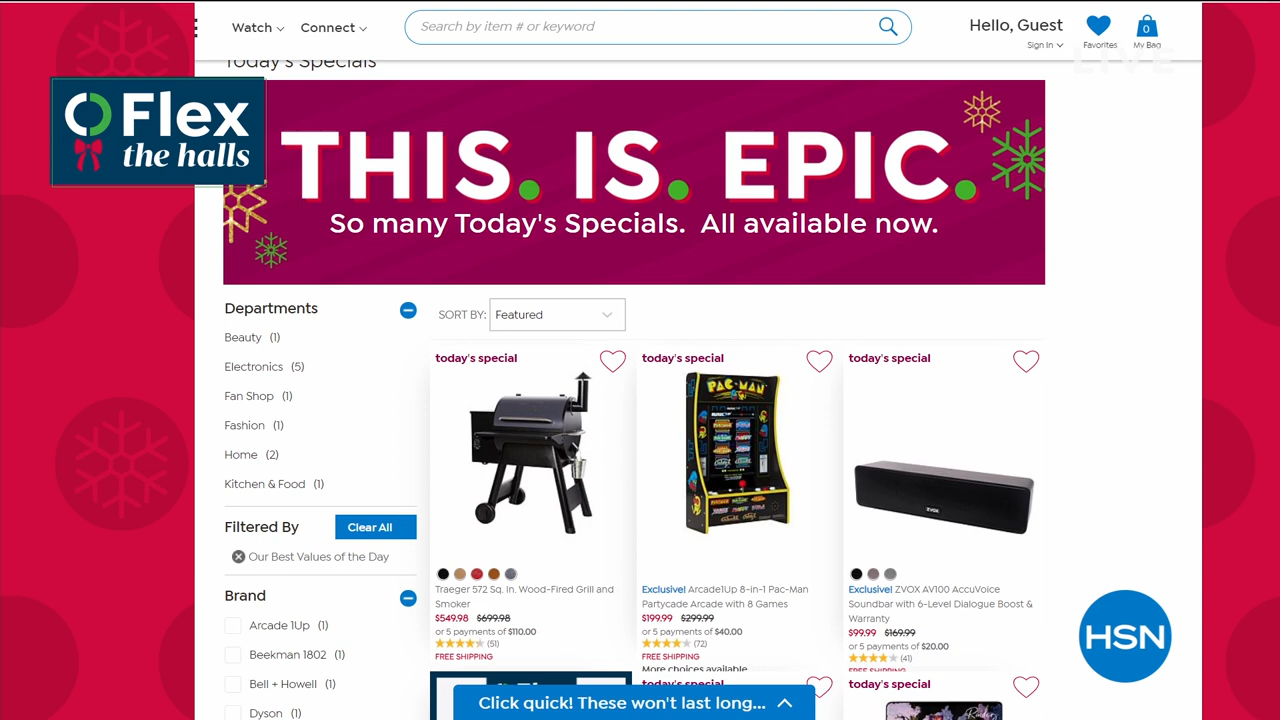 Watch
Connect
Search by item # or keyword
Hello, Guest
Sign In
Favorites
0
My Bag
LIVE
Today's Specials
Flex
the halls
THIS. IS. EPIC.
So many Today's Specials. All available now.
Departments
Beauty (1)
Electronics (5)
Fan Shop (1)
Fashion (1)
Home (2)
Kitchen & Food (1)
Filtered By
Clear All
Our Best Values of the Day
Brand
Arcade 1Up (1)
Beekman 1802 (1)
Bell + Howell (1)
Dyson (1)
SORT BY: Featured
today's special
PAC-MAN
today's special
today's special
ZVOX
Traeger 572 Sq. In. Wood-Fired Grill and
Smoker
$549.98 $699.98
or 5 payments of $110.00
(51)
FREE SHIPPING
Exclusive! Arcade1Up 8-in-1 Pac-Man
Partycade Arcade with 8 Games
$199.99 $299.99
or 5 payments of $40.00
(72)
FREE SHIPPING
More choices available
Exclusive! ZVOX AV100 AccuVoice
Soundbar with 6-Level Dialogue Boost &
Warranty
$99.99 $169.99
or 5 payments of $20.00
(41)
FREE SHIPPING
Flex
today's special
today's special
Click quick! These won't last long...
HSN